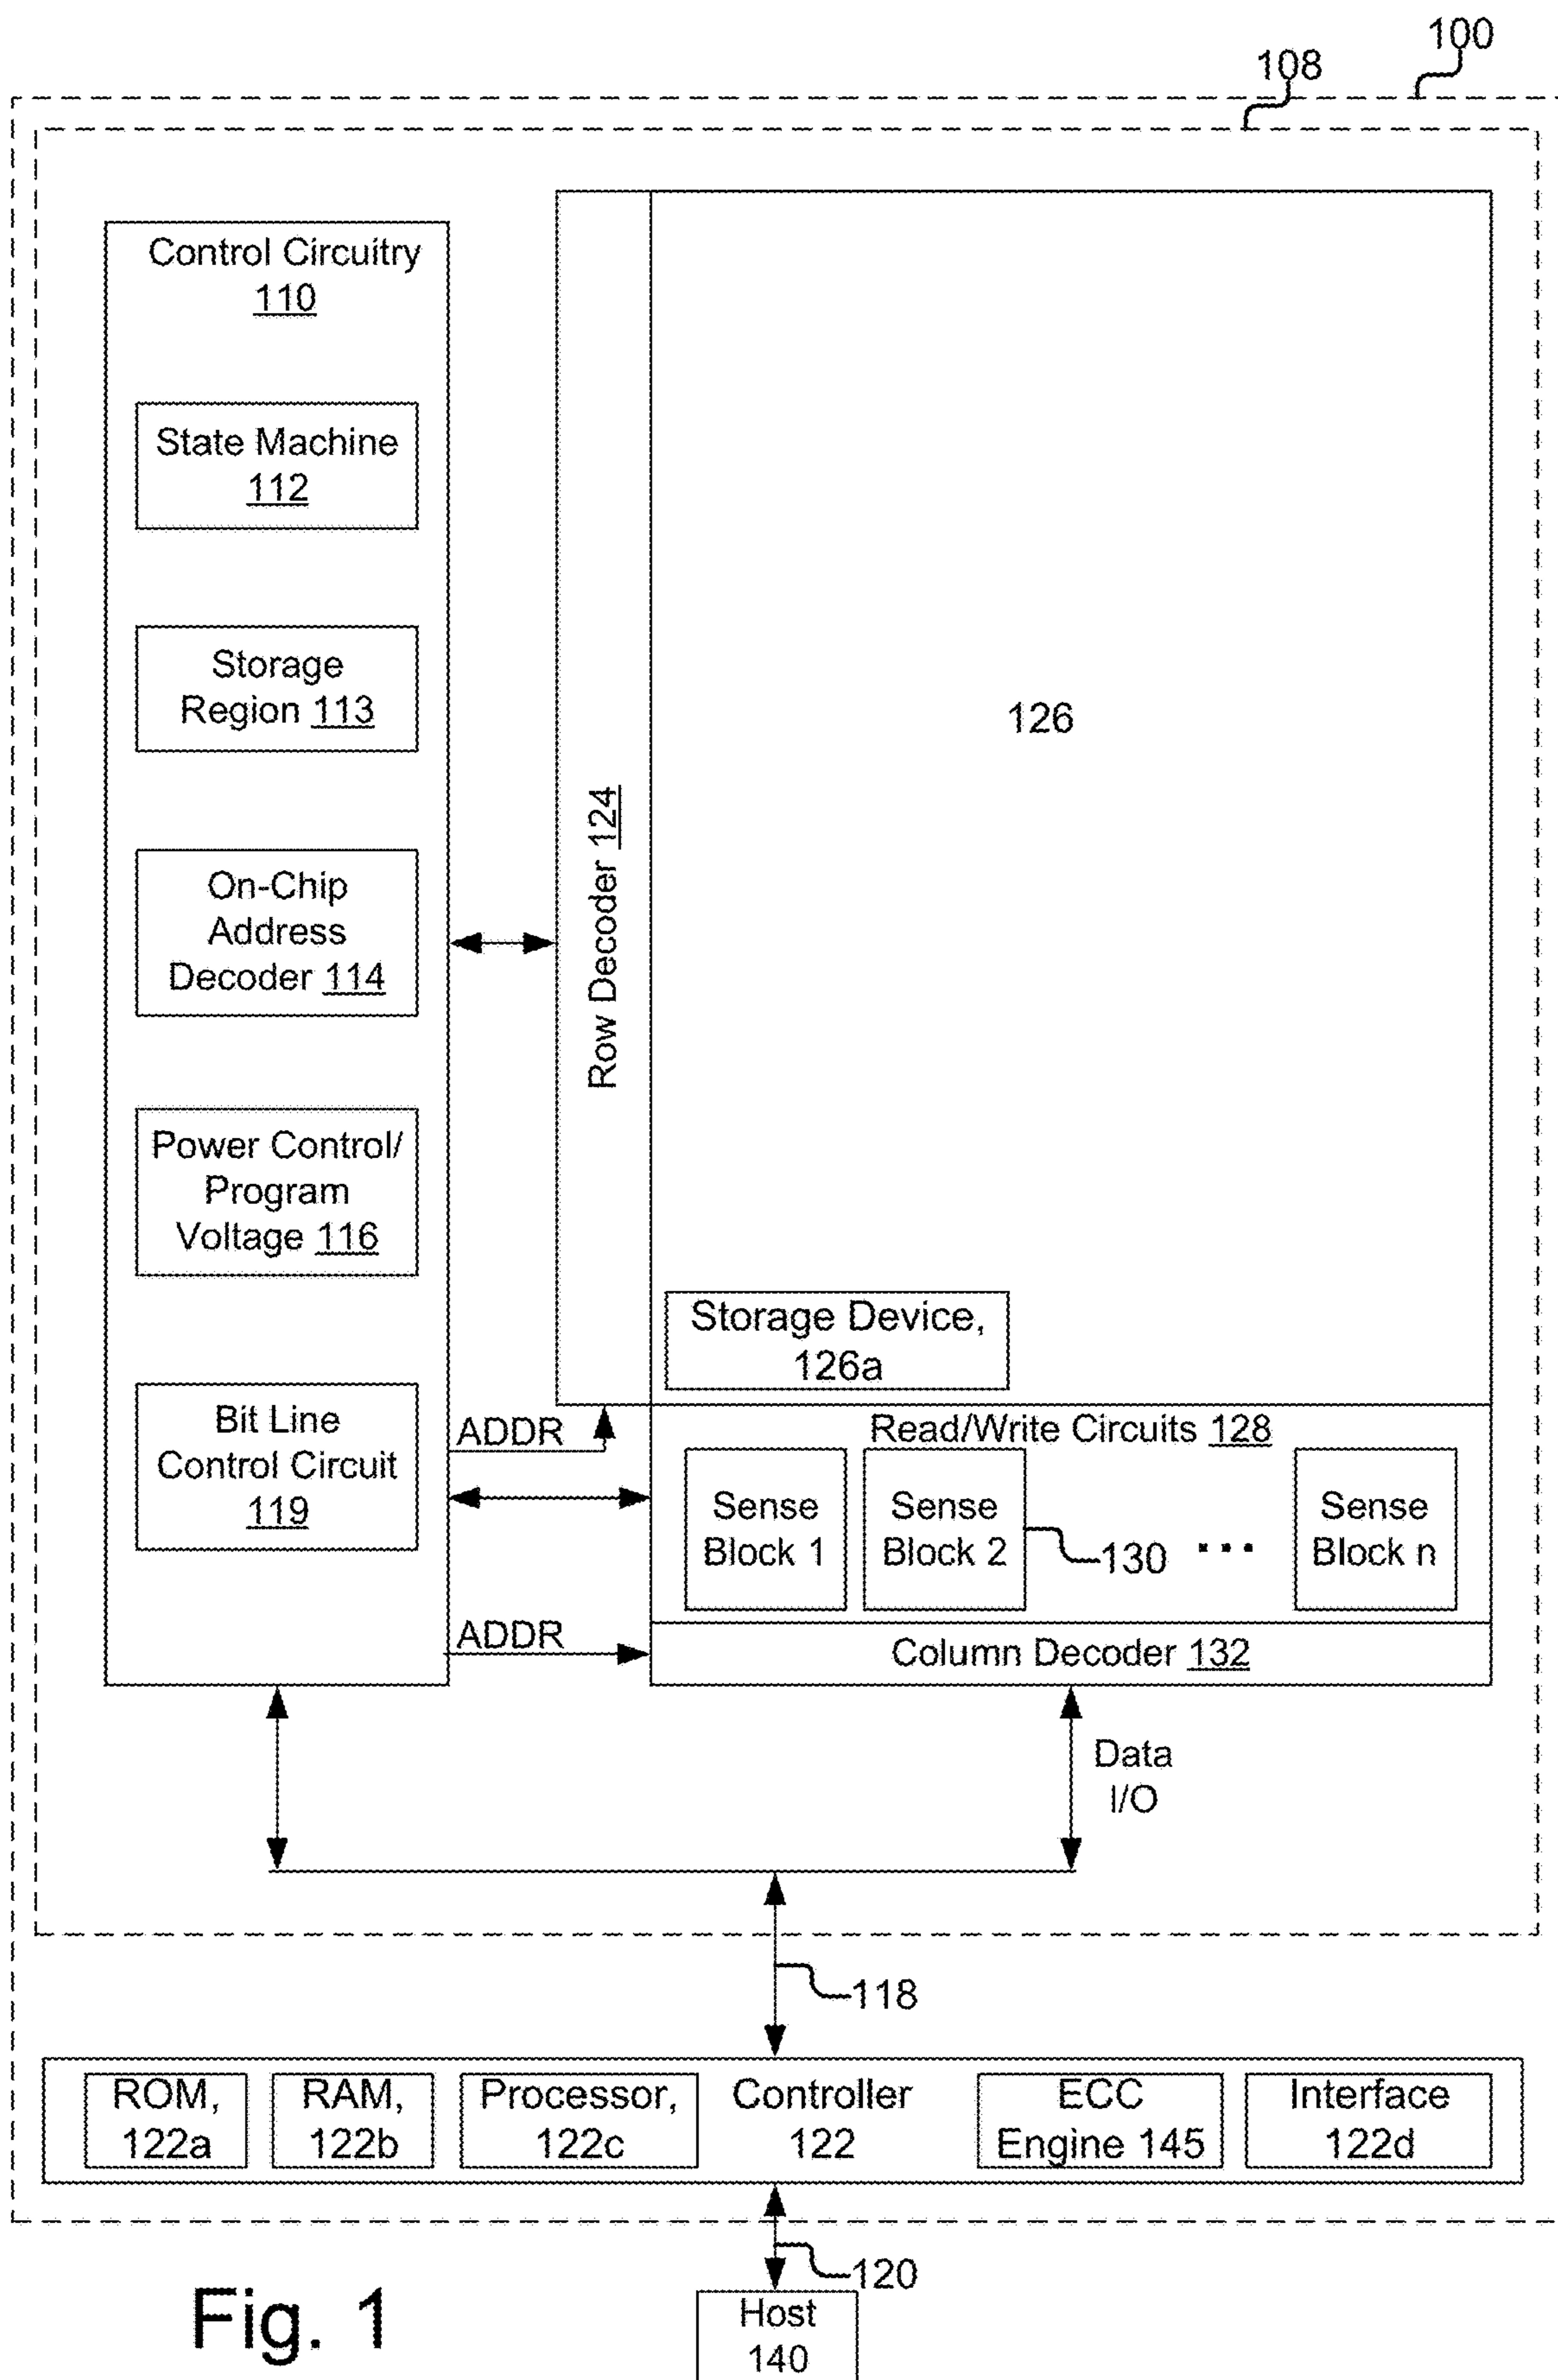 100
108
Control Circuitry
110
State Machine
112
Storage
Region 113
On-Chip
Address
Decoder 114
Power Control/
Program
Voltage 116
Bit Line
Control Circuit
119
Row Decoder 124
126
Storage Device,
126a
ADDR
Read/Write Circuits 128
Sense
Block 1
Sense
Block 2
130
...
Sense
Block n
ADDR
Column Decoder 132
Data
I/O
118
ROM,
122a
RAM,
122b
Processor,
122c
Controller
122
ECC
Engine 145
Interface
122d
120
Host
140
Fig. 1